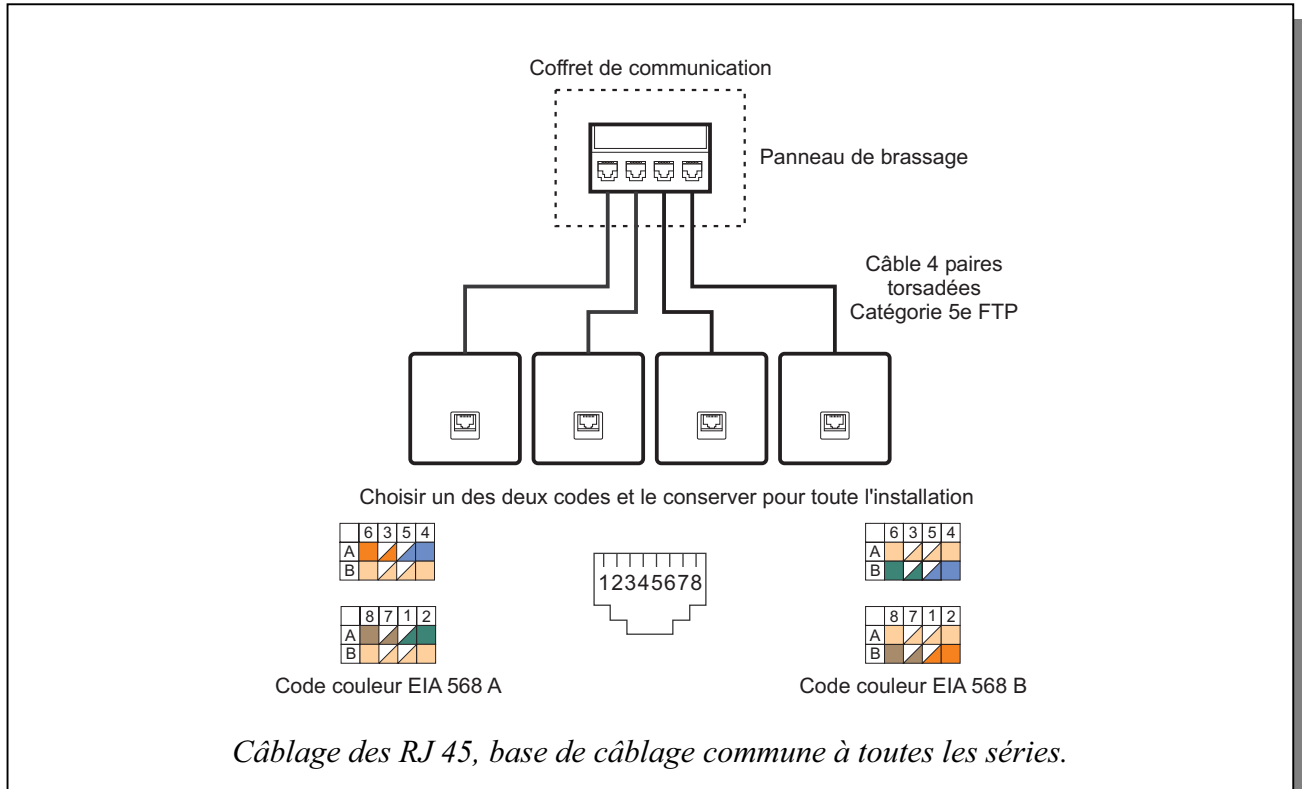 Coffret de communication
Panneau de brassage
Câble 4 paires
torsadées
Catégorie 5e FTP
Choisir un des deux codes et le conserver pour toute l'installation
6 3 5 4
A
B
8 7 1 2
A
B
Code couleur EIA 568 A
12345678
6 3 5 4
A
B
8 7 1 2
A
B
Code couleur EIA 568 B
Câblage des RJ 45, base de câblage commune à toutes les séries.